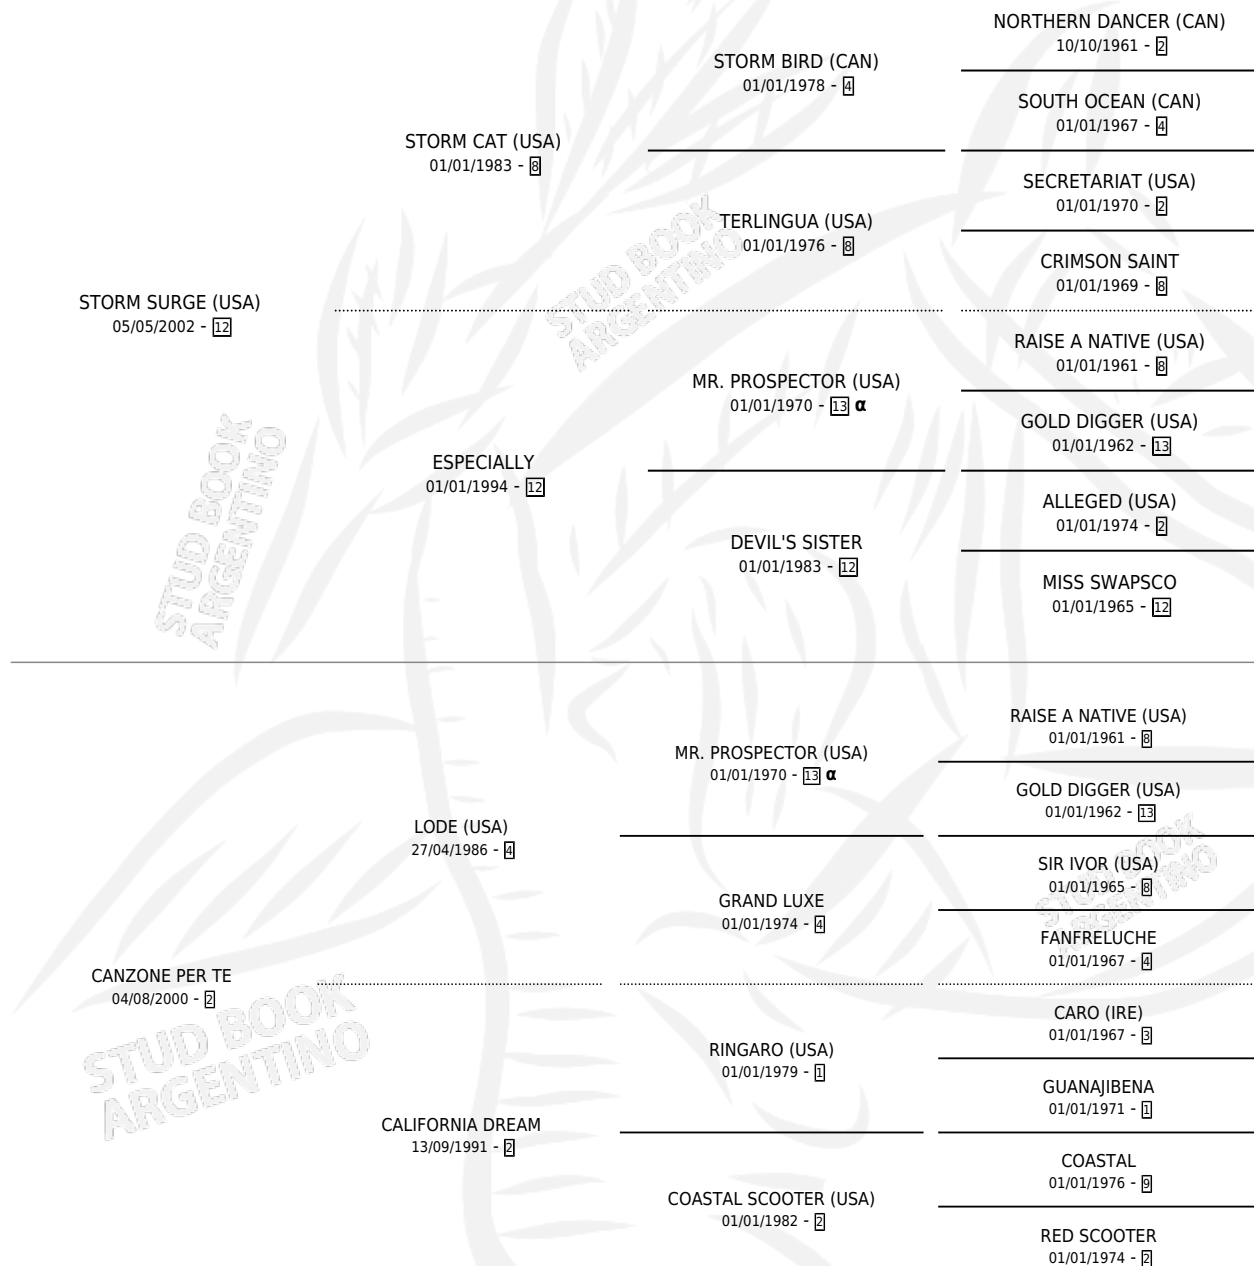 NORTHERN DANCER (CAN)
10/10/1961 - 2
STORM BIRD (CAN)
01/01/1978 - 4
SOUTH OCEAN (CAN)
01/01/1967 - 4
STORM CAT (USA)
01/01/1983 - 8
SECRETARIAT (USA)
01/01/1970 - 2
TERLINGUA (USA)
01/01/1976 - 8
CRIMSON SAINT
01/01/1969 - 8
STORM SURGE (USA)
05/05/2002 - 12
RAISE A NATIVE (USA)
01/01/1961 - 8
MR. PROSPECTOR (USA)
01/01/1970 - 13 α
GOLD DIGGER (USA)
01/01/1962 - 13
ESPECIALLY
01/01/1994 - 12
ALLEGED (USA)
01/01/1974 - 2
DEVIL'S SISTER
01/01/1983 - 12
MISS SWAPSCO
01/01/1965 - 12
RAISE A NATIVE (USA)
01/01/1961 - 8
MR. PROSPECTOR (USA)
01/01/1970 - 13 α
GOLD DIGGER (USA)
01/01/1962 - 13
LODE (USA)
27/04/1986 - 4
SIR IVOR (USA)
01/01/1965 - 8
GRAND LUXE
01/01/1974 - 4
FANFRELUCHE
01/01/1967 - 4
CANZONE PER TE
04/08/2000 - 2
CARO (IRE)
01/01/1967 - 3
RINGARO (USA)
01/01/1979 - 1
GUANAJIBENA
01/01/1971 - 1
CALIFORNIA DREAM
13/09/1991 - 2
COASTAL
01/01/1976 - 9
COASTAL SCOOTER (USA)
01/01/1982 - 2
RED SCOOTER
01/01/1974 - 2
STUD BOOK
ARGENTINO
STUD BOOK
ARGENTINO
STUD BOOK
ARGENTINO
STUD BOOK
ARGENTINO